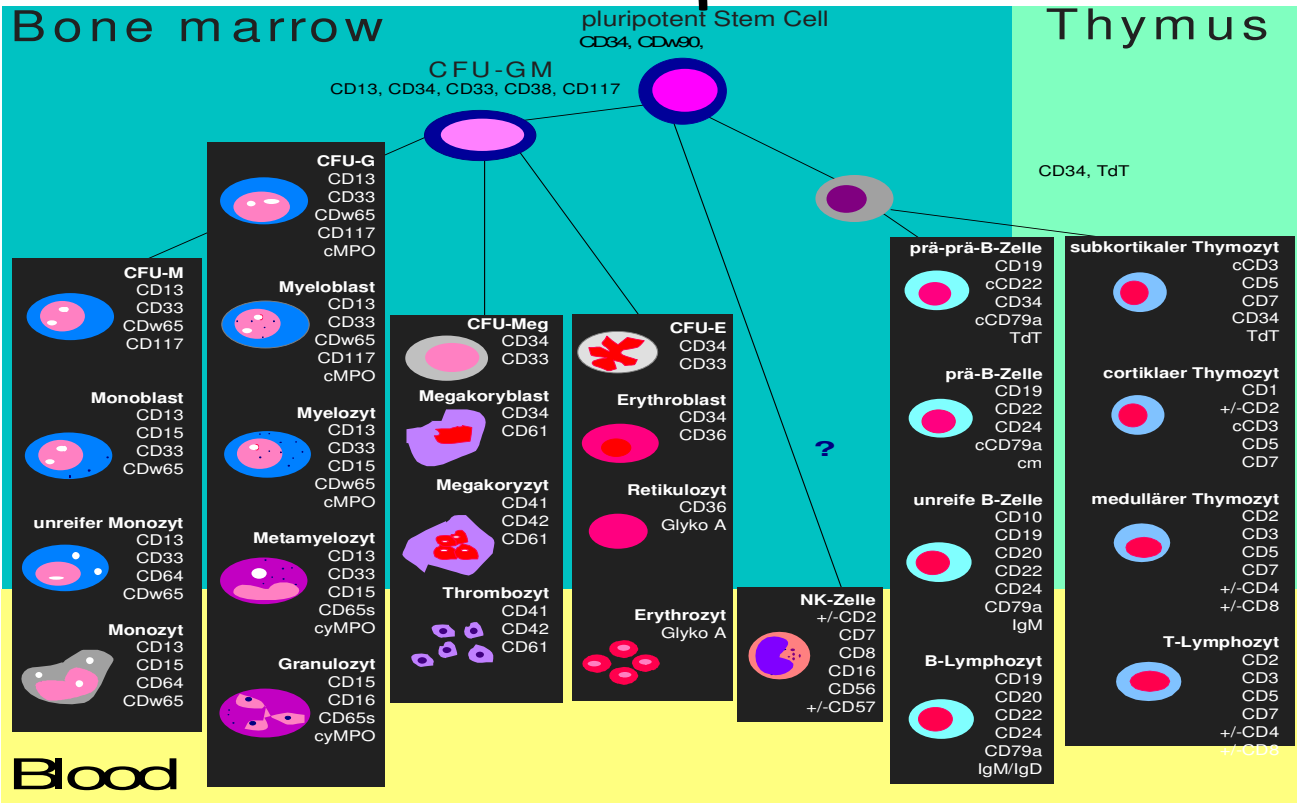 Bone marrow
pluripotent Stem Cell
CD34, CDw90,
Thymus
CFU-GM
CD13, CD34, CD33, CD38, CD117
CD34, TdT
CFU-M
CD13
CD33
CDw65
CD117
Monoblast
CD13
CD15
CD33
CDw65
unreifer Monozyt
CD13
CD33
CD64
CDw65
Monozyt
CD13
CD15
CD64
CDw65
CFU-G
CD13
CD33
CDw65
CD117
cMPO
Myeloblast
CD13
CD33
CDw65
CD117
cMPO
Myelozyt
CD13
CD33
CD15
CDw65
cMPO
Metamyelozyt
CD13
CD33
CD15
CD65s
cyMPO
Granulozyt
CD15
CD16
CD65s
cyMPO
CFU-Meg
CD34
CD33
Megakoryblast
CD34
CD61
Megakoryzyt
CD41
CD42
CD61
Thrombozyt
CD41
CD42
CD61
CFU-E
CD34
CD33
Erythroblast
CD34
CD36
Retikulozyt
CD36
Glyko A
Erythrozyt
Glyko A
?
NK-Zelle
+/-CD2
CD7
CD8
CD16
CD56
+/-CD57
prä-prä-B-Zelle
CD19
cCD22
CD34
cCD79a
TdT
prä-B-Zelle
CD19
CD22
CD24
cCD79a
cm
unreife B-Zelle
CD10
CD19
CD20
CD22
CD24
CD79a
IgM
B-Lymphozyt
CD19
CD20
CD22
CD24
CD79a
IgM/IgD
subkortikaler Thymozyt
cCD3
CD5
CD7
CD34
TdT
cortiklaer Thymozyt
CD1
+/-CD2
cCD3
CD5
CD7
medullärer Thymozyt
CD2
CD3
CD5
CD7
+/-CD4
+/-CD8
T-Lymphozyt
CD2
CD3
CD5
CD7
+/-CD4
+/-CD8
Blood